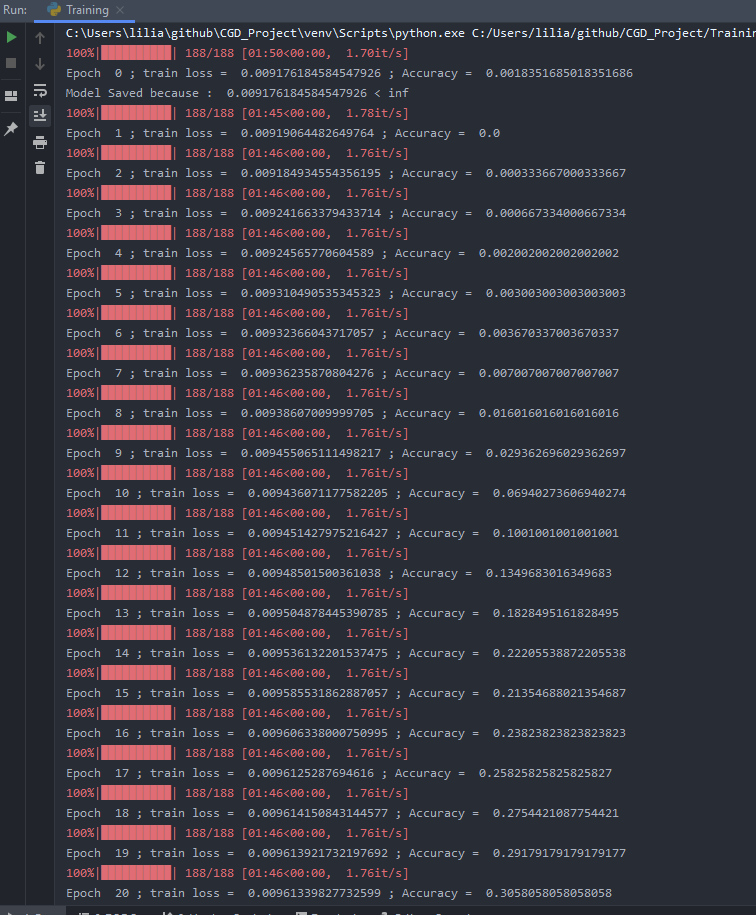 Run: Training
C:\Users\lilia\github\CGD_Project\venv\Scripts\python.exe C:/Users/lilia/github/CGD_Project/Trainin
100%|██████████| 188/188 [01:50<00:00, 1.70it/s]
Epoch 0 ; train loss = 0.009176184584547926 ; Accuracy = 0.0018351685018351686
Model Saved because : 0.009176184584547926 < inf
100%|██████████| 188/188 [01:45<00:00, 1.78it/s]
Epoch 1 ; train loss = 0.00919064482649764 ; Accuracy = 0.0
100%|██████████| 188/188 [01:45<00:00, 1.78it/s]
Epoch 2 ; train loss = 0.009184934554356195 ; Accuracy = 0.000333667000333667
100%|██████████| 188/188 [01:46<00:00, 1.76it/s]
Epoch 3 ; train loss = 0.009241663379433714 ; Accuracy = 0.000667334000667334
100%|██████████| 188/188 [01:46<00:00, 1.76it/s]
Epoch 4 ; train loss = 0.00924565770604589 ; Accuracy = 0.002002002002002002
100%|██████████| 188/188 [01:46<00:00, 1.76it/s]
Epoch 5 ; train loss = 0.009310490535345323 ; Accuracy = 0.003003003003003003
100%|██████████| 188/188 [01:46<00:00, 1.76it/s]
Epoch 6 ; train loss = 0.00932366043717057 ; Accuracy = 0.003670337003670337
100%|██████████| 188/188 [01:46<00:00, 1.76it/s]
Epoch 7 ; train loss = 0.00936235870804276 ; Accuracy = 0.007007007007007007
100%|██████████| 188/188 [01:46<00:00, 1.76it/s]
Epoch 8 ; train loss = 0.00938607009999705 ; Accuracy = 0.016016016016016016
100%|██████████| 188/188 [01:46<00:00, 1.76it/s]
Epoch 9 ; train loss = 0.009455065111498217 ; Accuracy = 0.029362696029362697
100%|██████████| 188/188 [01:46<00:00, 1.76it/s]
Epoch 10 ; train loss = 0.009436071177582205 ; Accuracy = 0.06940273606940274
100%|██████████| 188/188 [01:46<00:00, 1.76it/s]
Epoch 11 ; train loss = 0.009451427975216427 ; Accuracy = 0.1001001001001001
100%|██████████| 188/188 [01:46<00:00, 1.76it/s]
Epoch 12 ; train loss = 0.00948501500361038 ; Accuracy = 0.1349683016349683
100%|██████████| 188/188 [01:46<00:00, 1.76it/s]
Epoch 13 ; train loss = 0.009504878445390785 ; Accuracy = 0.1828495161828495
100%|██████████| 188/188 [01:46<00:00, 1.76it/s]
Epoch 14 ; train loss = 0.009536132201537475 ; Accuracy = 0.22205538872205538
100%|██████████| 188/188 [01:46<00:00, 1.76it/s]
Epoch 15 ; train loss = 0.009585531862887057 ; Accuracy = 0.21354688021354687
100%|██████████| 188/188 [01:46<00:00, 1.76it/s]
Epoch 16 ; train loss = 0.009606338000750995 ; Accuracy = 0.23823823823823823
100%|██████████| 188/188 [01:46<00:00, 1.76it/s]
Epoch 17 ; train loss = 0.0096125287694616 ; Accuracy = 0.25825825825825827
100%|██████████| 188/188 [01:46<00:00, 1.76it/s]
Epoch 18 ; train loss = 0.009614150843144577 ; Accuracy = 0.2754421087754421
100%|██████████| 188/188 [01:46<00:00, 1.76it/s]
Epoch 19 ; train loss = 0.009613921732197692 ; Accuracy = 0.29179179179179177
100%|██████████| 188/188 [01:46<00:00, 1.76it/s]
Epoch 20 ; train loss = 0.00961339827732599 ; Accuracy = 0.3058058058058058